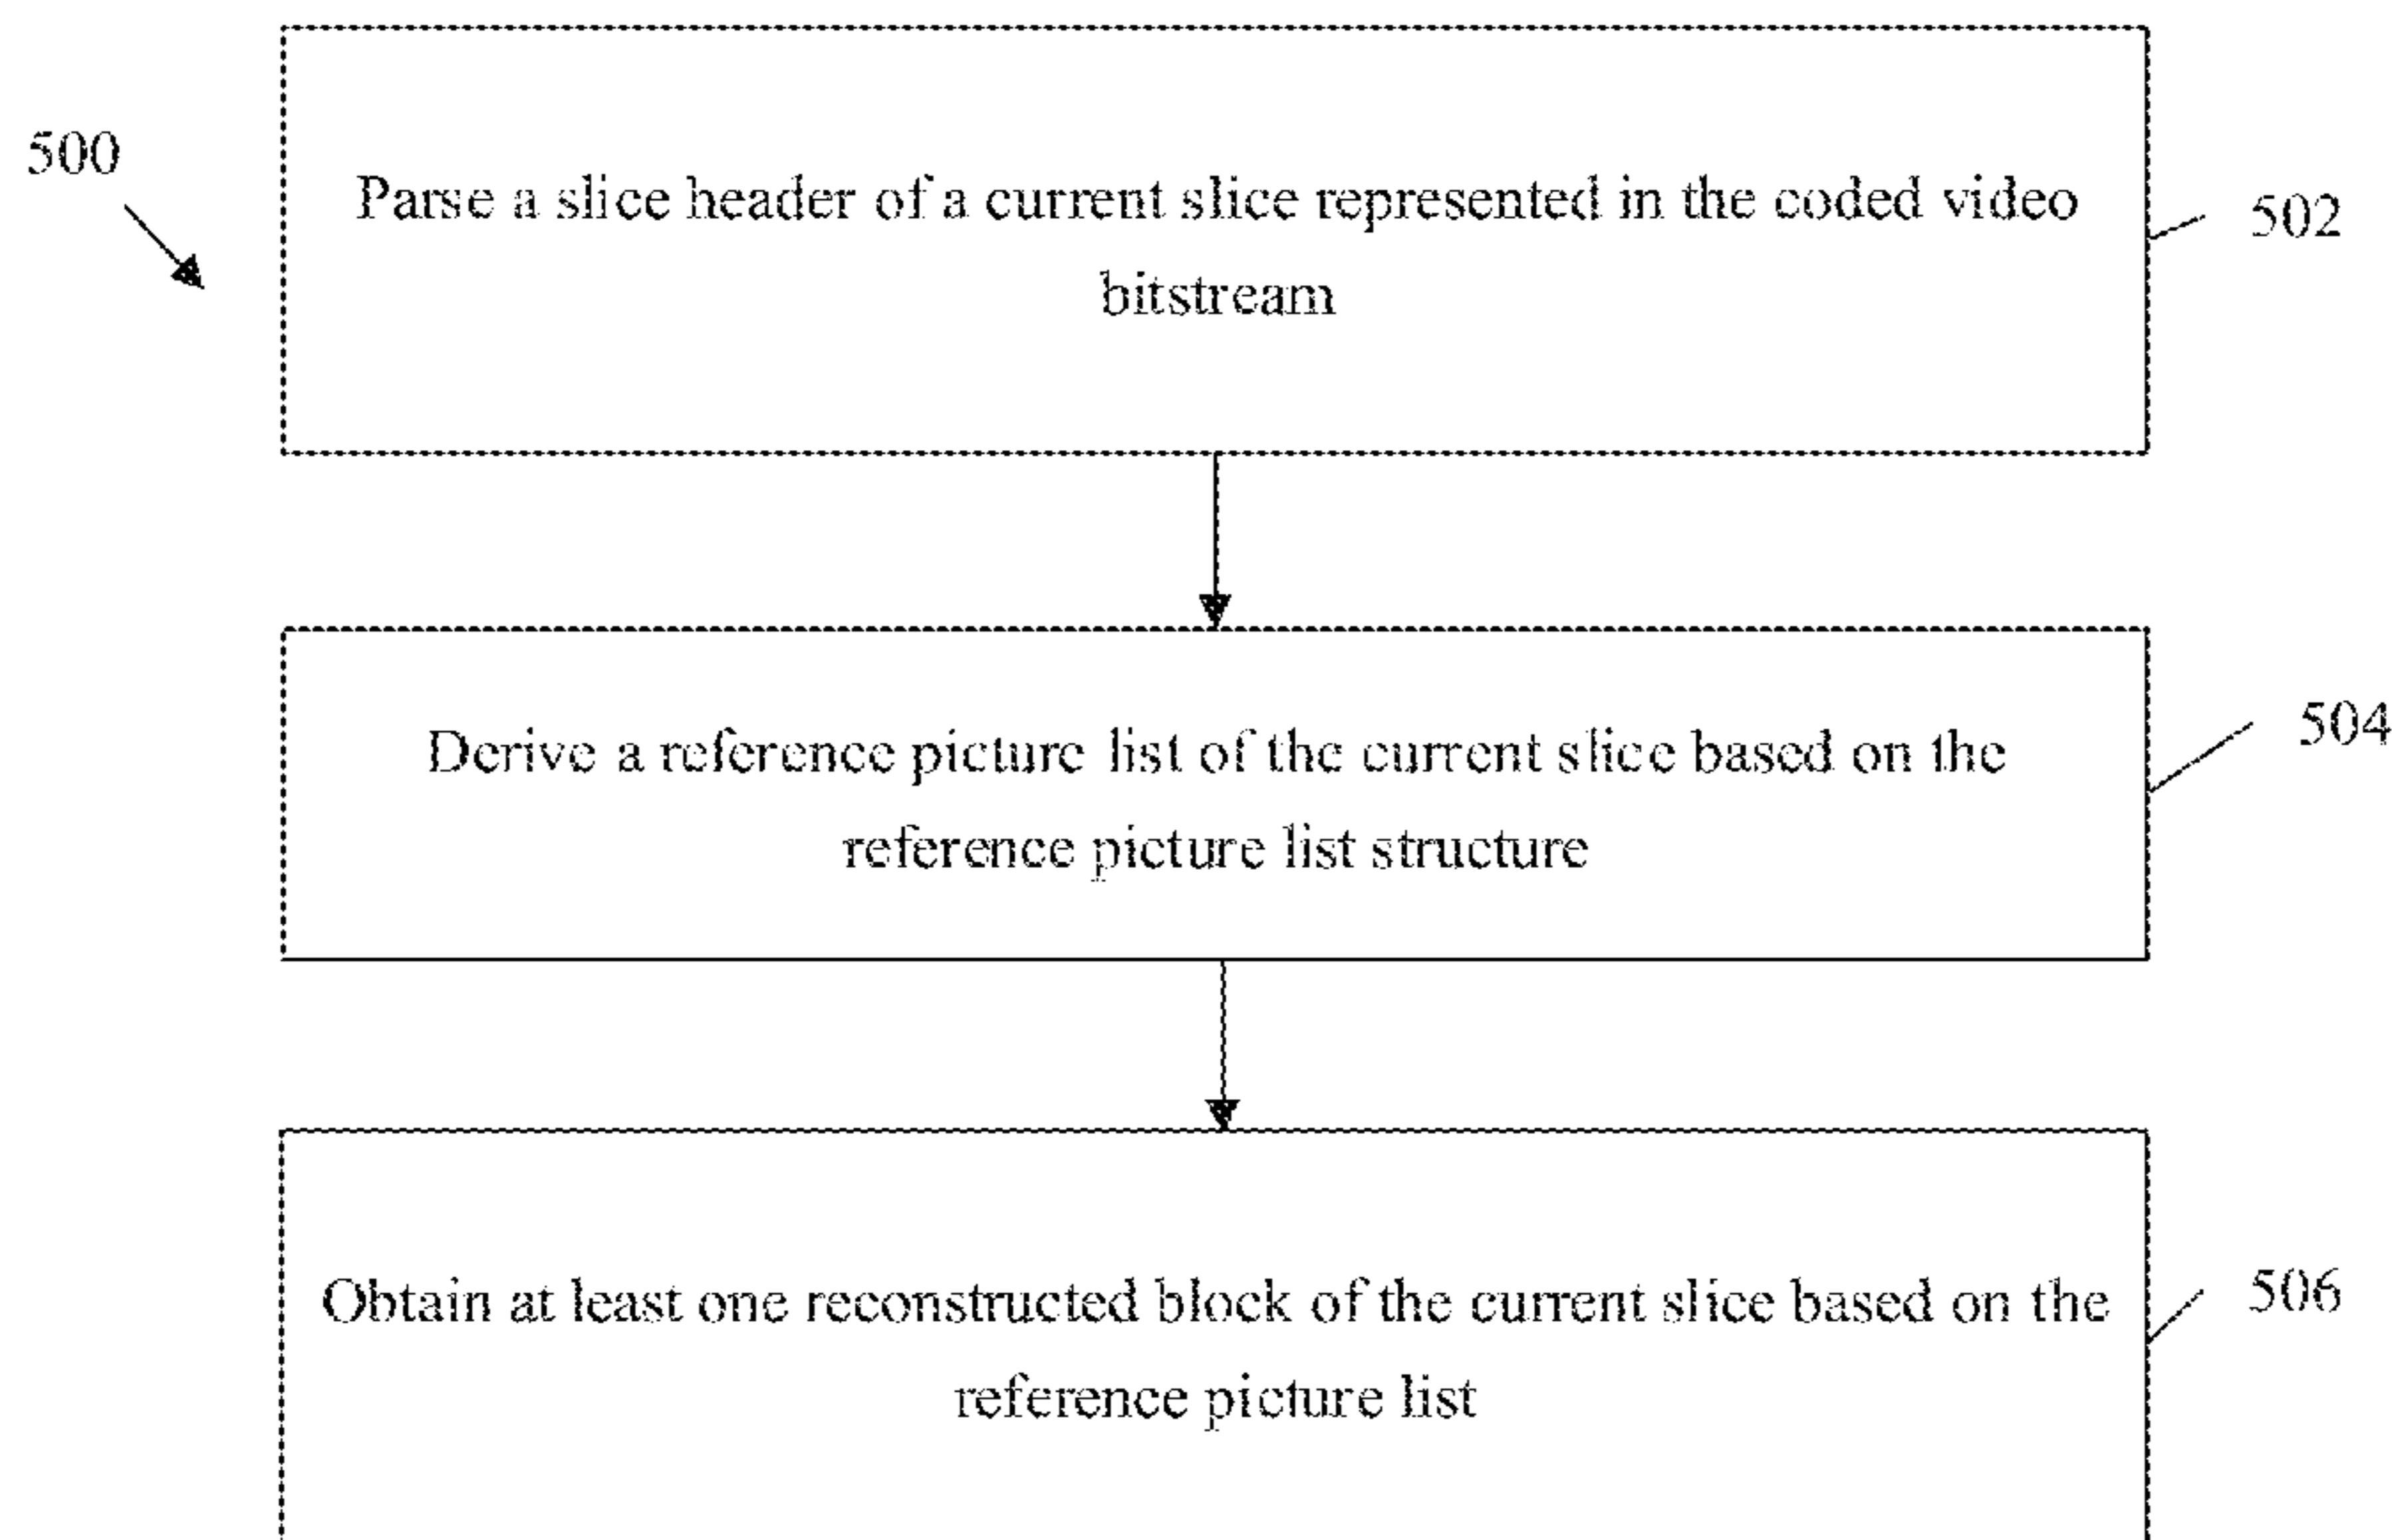 500
Parse a slice header of a current slice represented in the coded video
bitstream
502
Derive a reference picture list of the current slice based on the
reference picture list structure
504
Obtain at least one reconstructed block of the current slice based on the
reference picture list
506